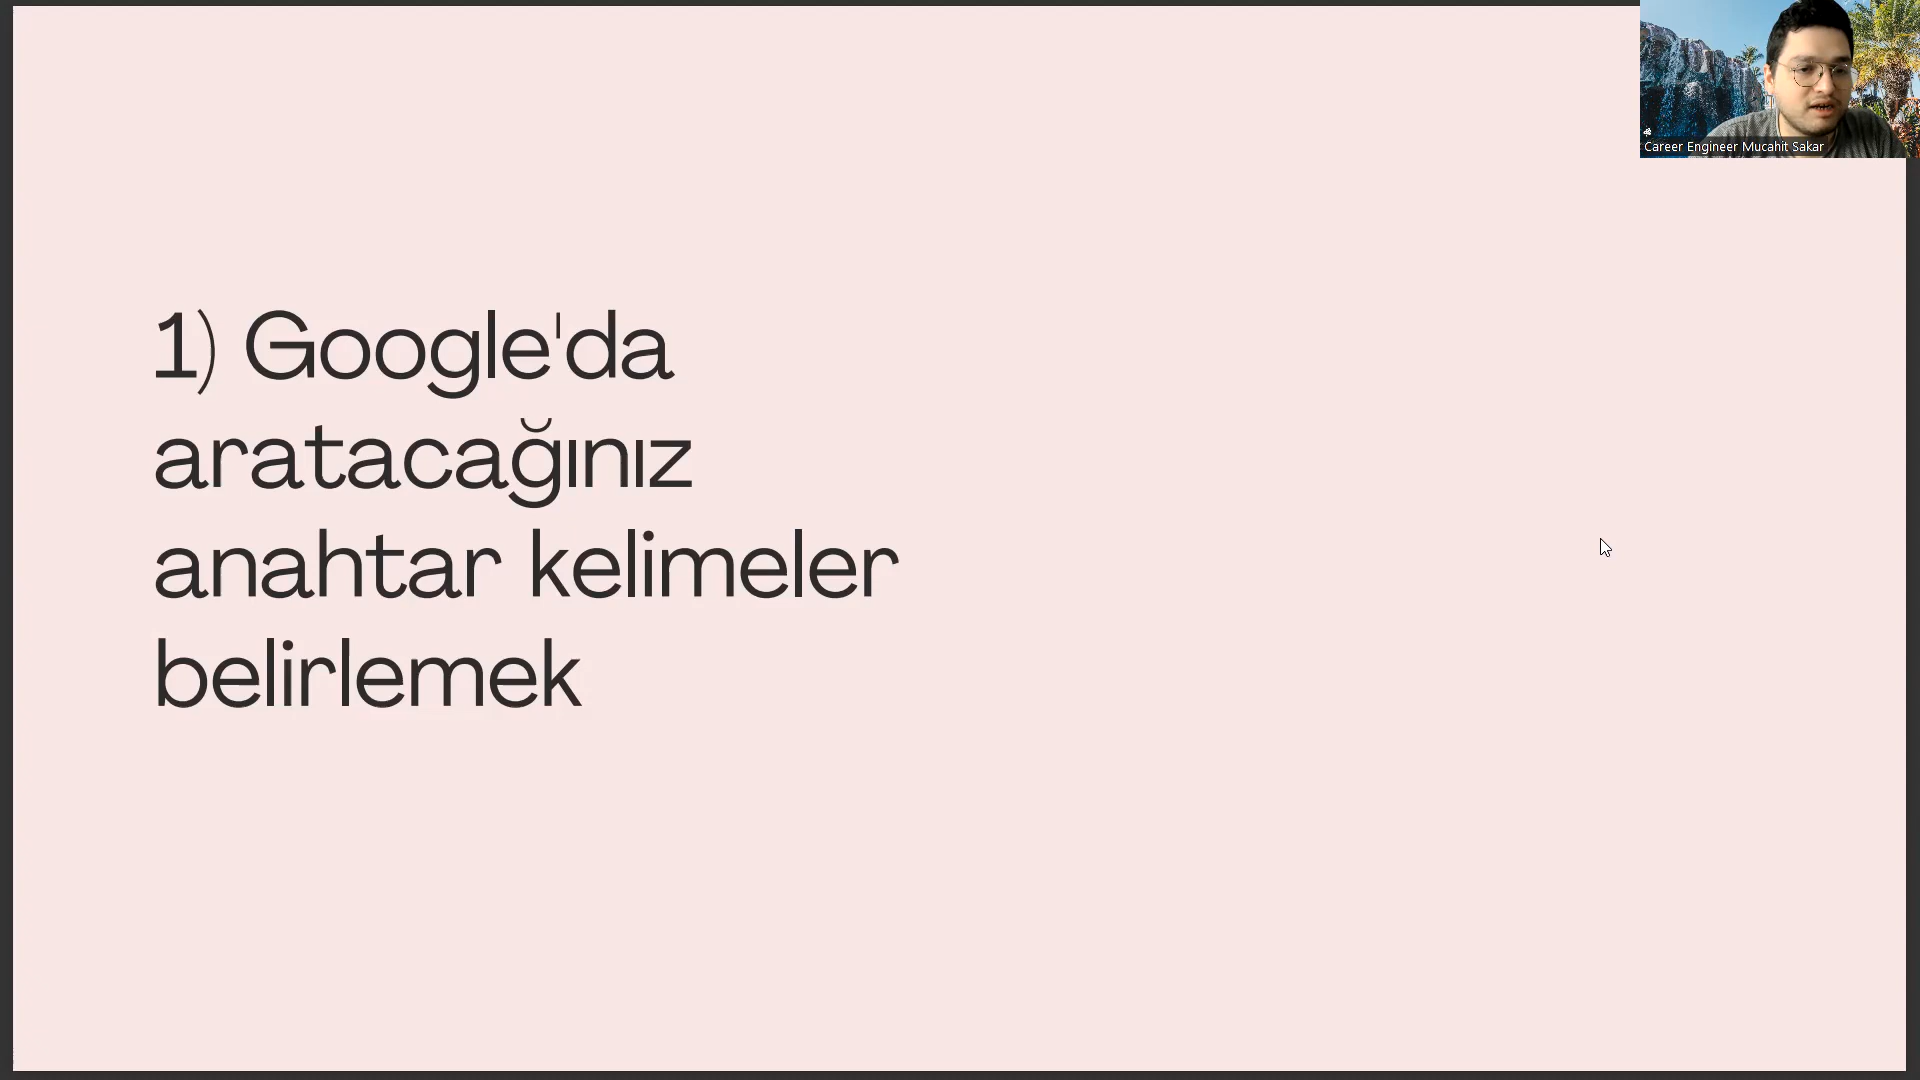 Career Engineer Mucahit Sakar
1) Google'da
aratacağınız
anahtar kelimeler
belirlemek